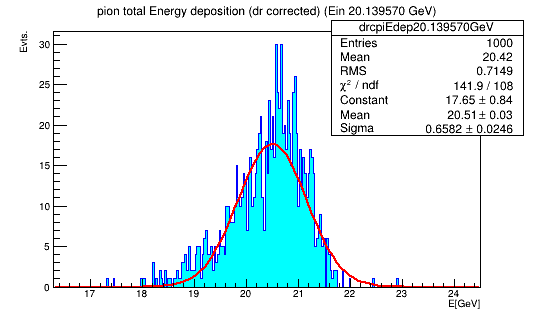 pion total Energy deposition (dr corrected) (Ein 20.139570 GeV)
drcpiEdep20.139570GeV
Entries 1000
Mean 20.42
RMS 0.7149
χ² / ndf 141.9 / 108
Constant 17.65 ± 0.84
Mean 20.51 ± 0.03
Sigma 0.6582 ± 0.0246
Evts.
30
25
20
15
10
5
0
17 18 19 20 21 22 23 24
E[GeV]